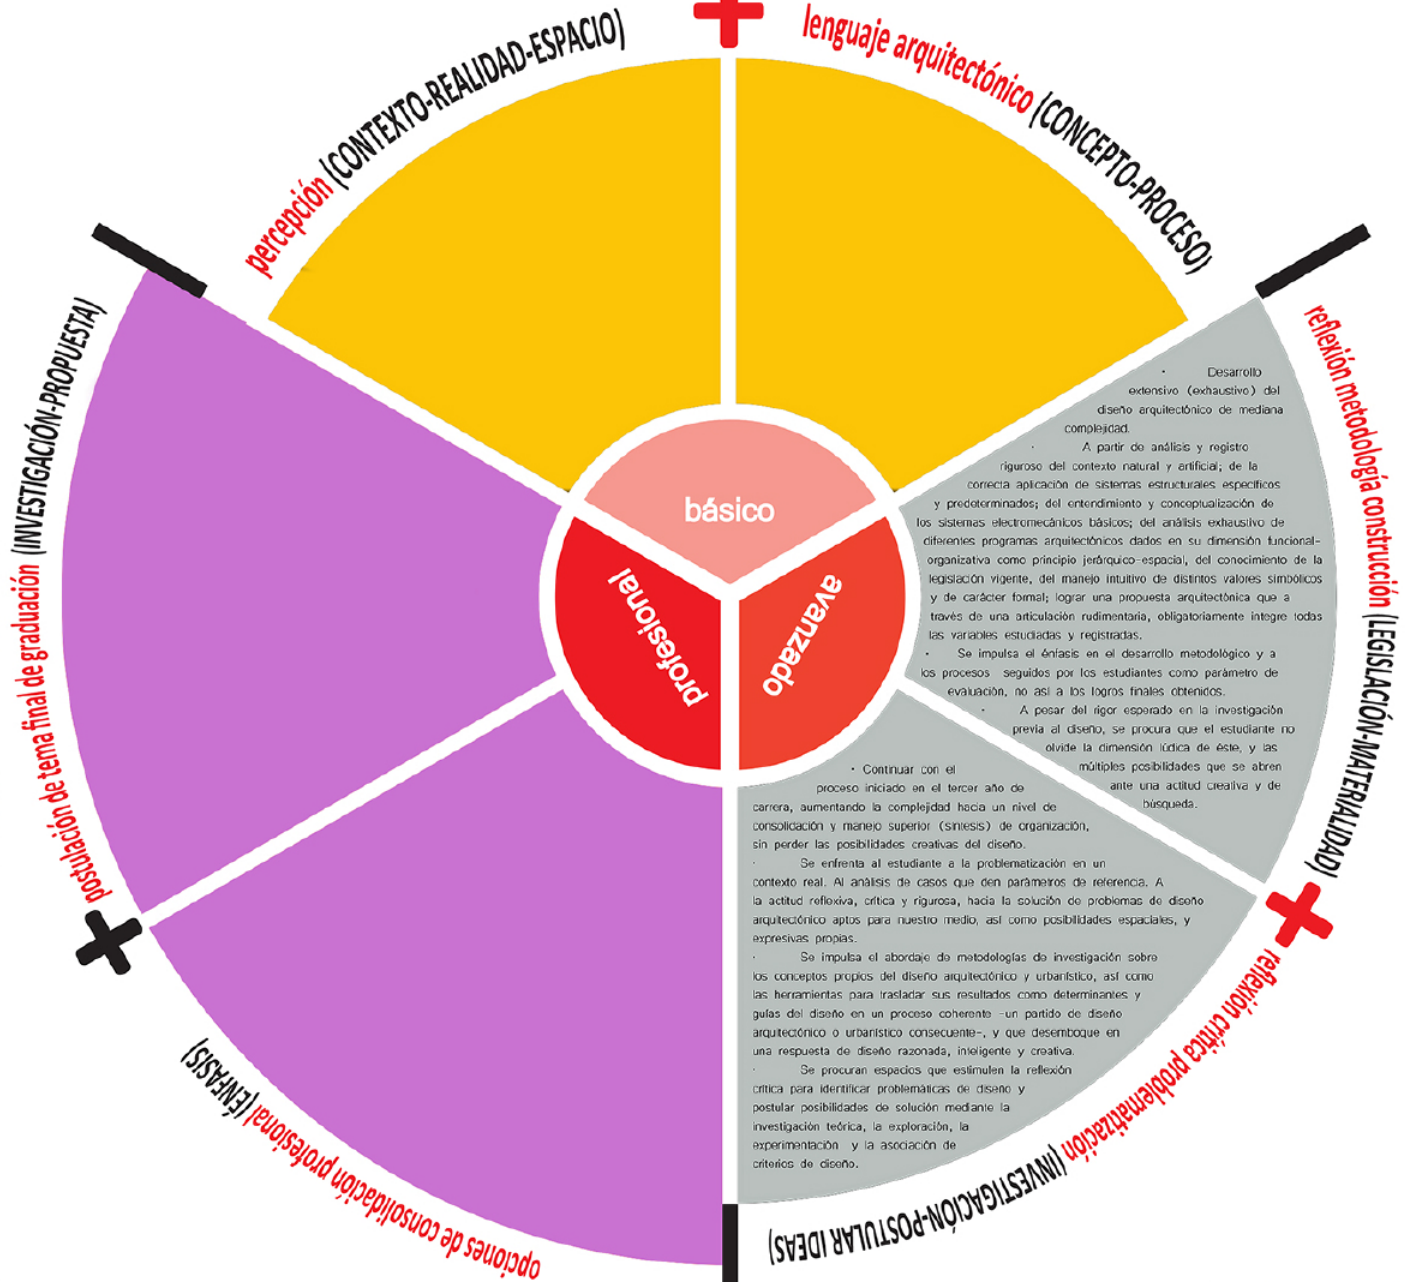 percepción (CONTEXTO-REALIDAD-ESPACIO)
lenguaje arquitectónico (CONCEPTO-PROCESO)
reflexión metodología construcción (LEGISLACIÓN-MATERIALIDAD)
reflexión crítica problematización (INVESTIGACIÓN-POSTULAR IDEAS)
opciones de consolidación profesional (ÉNFASIS)
postulación de tema final de graduación (INVESTIGACIÓN-PROPUESTA)
básico
avanzado
profesional
· Desarrollo
extensivo (exhaustivo) del
diseño arquitectónico de mediana
complejidad.
· A partir de análisis y registro
riguroso del contexto natural y artificial; de la
correcta aplicación de sistemas estructurales específicos
y predeterminados; del entendimiento y conceptualización de
los sistemas electromecánicos básicos; del análisis exhaustivo de
diferentes programas arquitectónicos dados en su dimensión funcional-
organizativa como principio jerárquico-espacial, del conocimiento de la
legislación vigente, del manejo intuitivo de distintos valores simbólicos
y de carácter formal; lograr una propuesta arquitectónica que a
través de una articulación rudimentaria, obligatoriamente integre todas
las variables estudiadas y registradas.
· Se impulsa el énfasis en el desarrollo metodológico y a
los procesos seguidos por los estudiantes como parámetro de
evaluación, no así a los logros finales obtenidos.
· A pesar del rigor esperado en la investigación
previa al diseño, se procura que el estudiante no
olvide la dimensión lúdica de éste, y las
múltiples posibilidades que se abren
ante una actitud creativa y de
búsqueda.
· Continuar con el
proceso iniciado en el tercer año de
carrera, aumentando la complejidad hacia un nivel de
consolidación y manejo superior (síntesis) de organización,
sin perder las posibilidades creativas del diseño.
· Se enfrenta al estudiante a la problematización en un
contexto real. Al análisis de casos que den parámetros de referencia. A
la actitud reflexiva, crítica y rigurosa, hacia la solución de problemas de diseño
arquitectónico aptos para nuestro medio, así como posibilidades espaciales, y
expresivas propias.
· Se impulsa el abordaje de metodologías de investigación sobre
los conceptos propios del diseño arquitectónico y urbanístico, así como
las herramientas para trasladar sus resultados como determinantes y
guías del diseño en un proceso coherente -un partido de diseño
arquitectónico o urbanístico consecuente-, y que desemboque en
una respuesta de diseño razonada, inteligente y creativa.
· Se procuran espacios que estimulen la reflexión
crítica para identificar problemáticas de diseño y
postular posibilidades de solución mediante la
investigación teórica, la exploración, la
experimentación y la asociación de
criterios de diseño.